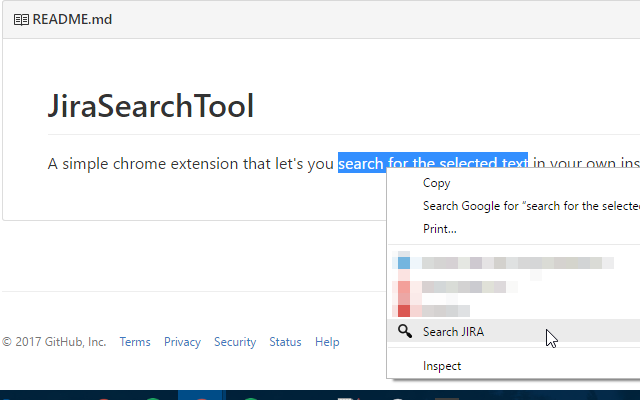 README.md
JiraSearchTool
A simple chrome extension that let's you search for the selected text in your own ins
Copy
Search Google for "search for the selected
Print...
Search JIRA
Inspect
© 2017 GitHub, Inc. Terms Privacy Security Status Help